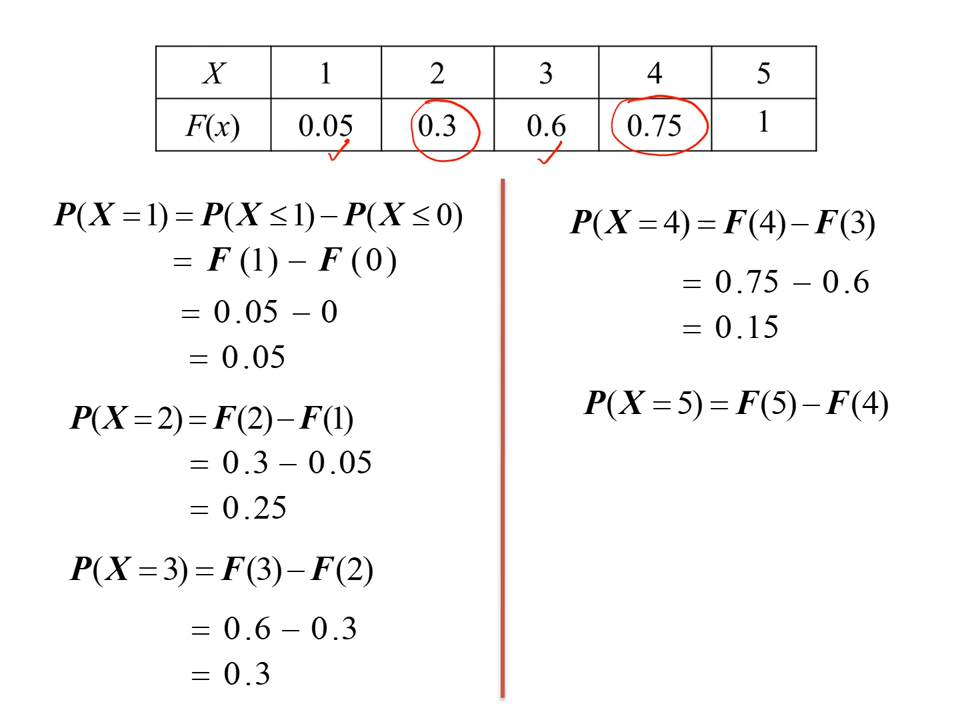 X 1 2 3 4 5
F(x) 0.05 0.3 0.6 0.75 1
P(X = 1) = P(X ≤ 1) − P(X ≤ 0)
= F (1) − F (0)
= 0.05 − 0
= 0.05
P(X = 2) = F(2) − F(1)
= 0.3 − 0.05
= 0.25
P(X = 3) = F(3) − F(2)
= 0.6 − 0.3
= 0.3
P(X = 4) = F(4) − F(3)
= 0.75 − 0.6
= 0.15
P(X = 5) = F(5) − F(4)